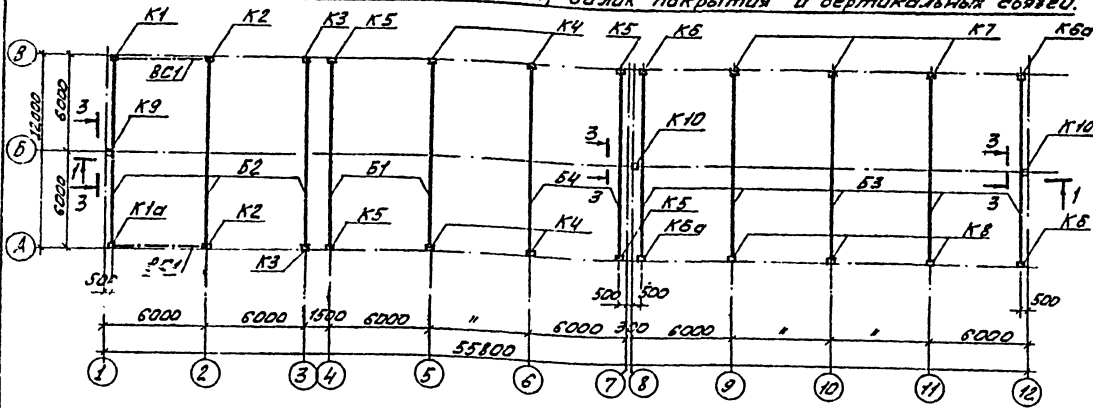 балок покрытия и вертикальных связей.
К1 К2 К3 К5 К4 К5 К6 К7 К6а
В
ВС1
12000
6000
6000
3 К9 К10 К10
3 3
Б
1
3 Б2 Б1 Б4 3 Б3 3 1
К1а К2 К5 К4 К5 К6а К8 К6
А
К3
500 500 500 500
6000 6000 1500 6000 " 6000 300 6000 " " 6000
55800
1 2 3 4 5 6 7 8 9 10 11 12